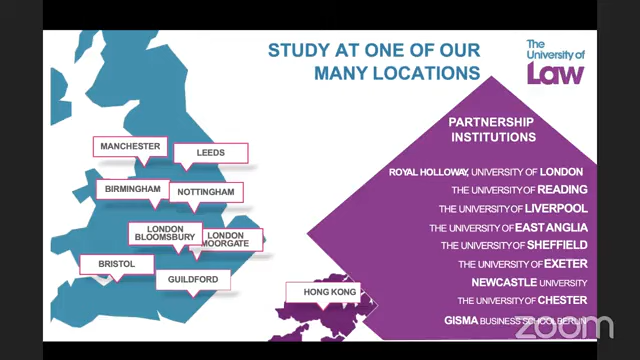 STUDY AT ONE OF OUR
MANY LOCATIONS
The
University of
Law
MANCHESTER
LEEDS
BIRMINGHAM
NOTTINGHAM
LONDON
BLOOMSBURY
LONDON
MOORGATE
BRISTOL
GUILDFORD
HONG KONG
PARTNERSHIP
INSTITUTIONS
ROYAL HOLLOWAY, UNIVERSITY OF LONDON
THE UNIVERSITY OF READING
THE UNIVERSITY OF LIVERPOOL
THE UNIVERSITY OF EAST ANGLIA
THE UNIVERSITY OF SHEFFIELD
THE UNIVERSITY OF EXETER
NEWCASTLE UNIVERSITY
THE UNIVERSITY OF CHESTER
GISMA BUSINESS SCHOOL BERLIN
zoom